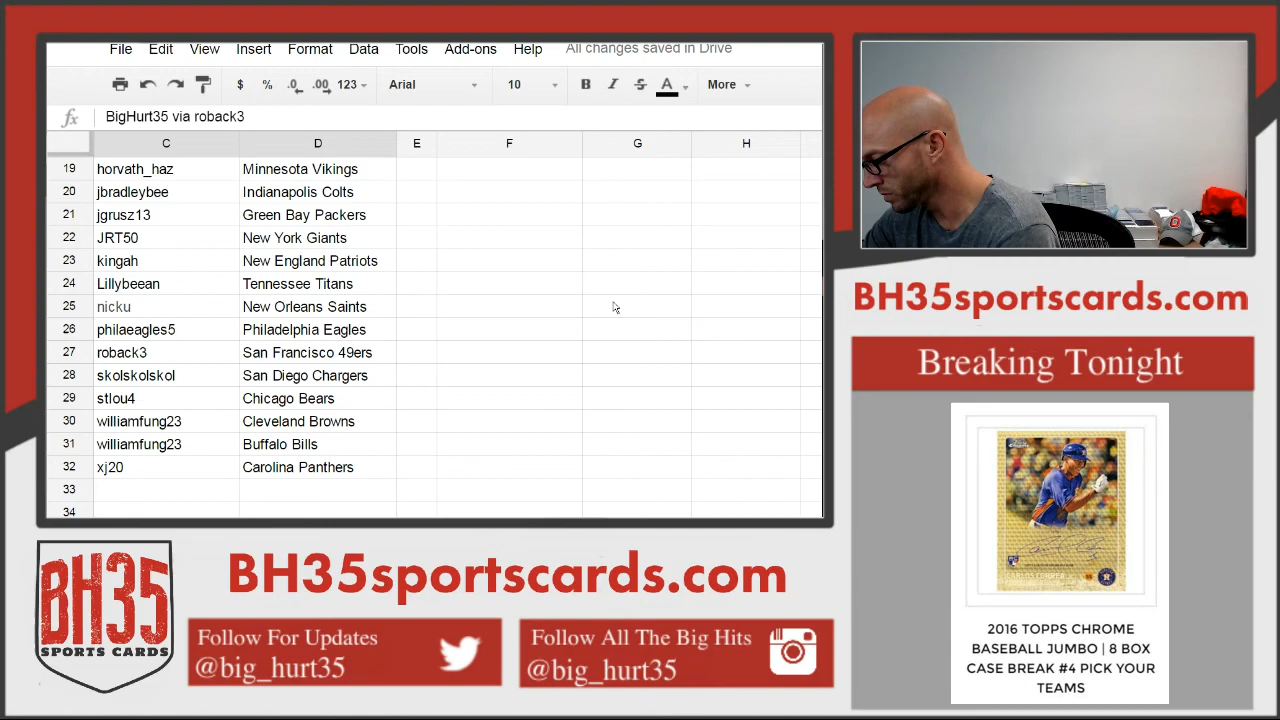 File Edit View Insert Format Data Tools Add-ons Help All changes saved in Drive
$ % .0 .00 123 Arial 10 B I S A More
fx BigHurt35 via roback3
C D E F G H
19 horvath_haz Minnesota Vikings
20 jbradleybee Indianapolis Colts
21 jgrusz13 Green Bay Packers
22 JRT50 New York Giants
23 kingah New England Patriots
24 Lillybeean Tennessee Titans
25 nicku New Orleans Saints
26 philaeagles5 Philadelphia Eagles
27 roback3 San Francisco 49ers
28 skolskolskol San Diego Chargers
29 stlou4 Chicago Bears
30 williamfung23 Cleveland Browns
31 williamfung23 Buffalo Bills
32 xj20 Carolina Panthers
33
34
BH35sportscards.com
Breaking Tonight
2016 TOPPS CHROME
BASEBALL JUMBO | 8 BOX
CASE BREAK #4 PICK YOUR
TEAMS
BH35
SPORTS CARDS
BH35sportscards.com
Follow For Updates
@big_hurt35
Follow All The Big Hits
@big_hurt35